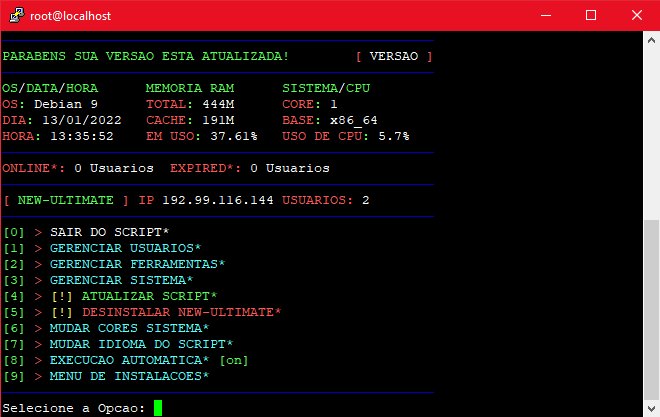 root@localhost
PARABENS SUA VERSAO ESTA ATUALIZADA! [ VERSAO ]
OS/DATA/HORA MEMORIA RAM SISTEMA/CPU
OS: Debian 9 TOTAL: 444M CORE: 1
DIA: 13/01/2022 CACHE: 191M BASE: x86_64
HORA: 13:35:52 EM USO: 37.61% USO DE CPU: 5.7%
ONLINE*: 0 Usuarios EXPIRED*: 0 Usuarios
[ NEW-ULTIMATE ] IP 192.99.116.144 USUARIOS: 2
[0] > SAIR DO SCRIPT*
[1] > GERENCIAR USUARIOS*
[2] > GERENCIAR FERRAMENTAS*
[3] > GERENCIAR SISTEMA*
[4] > [!] ATUALIZAR SCRIPT*
[5] > [!] DESINSTALAR NEW-ULTIMATE*
[6] > MUDAR CORES SISTEMA*
[7] > MUDAR IDIOMA DO SCRIPT*
[8] > EXECUCAO AUTOMATICA* [on]
[9] > MENU DE INSTALACOES*
Selecione a Opcao: